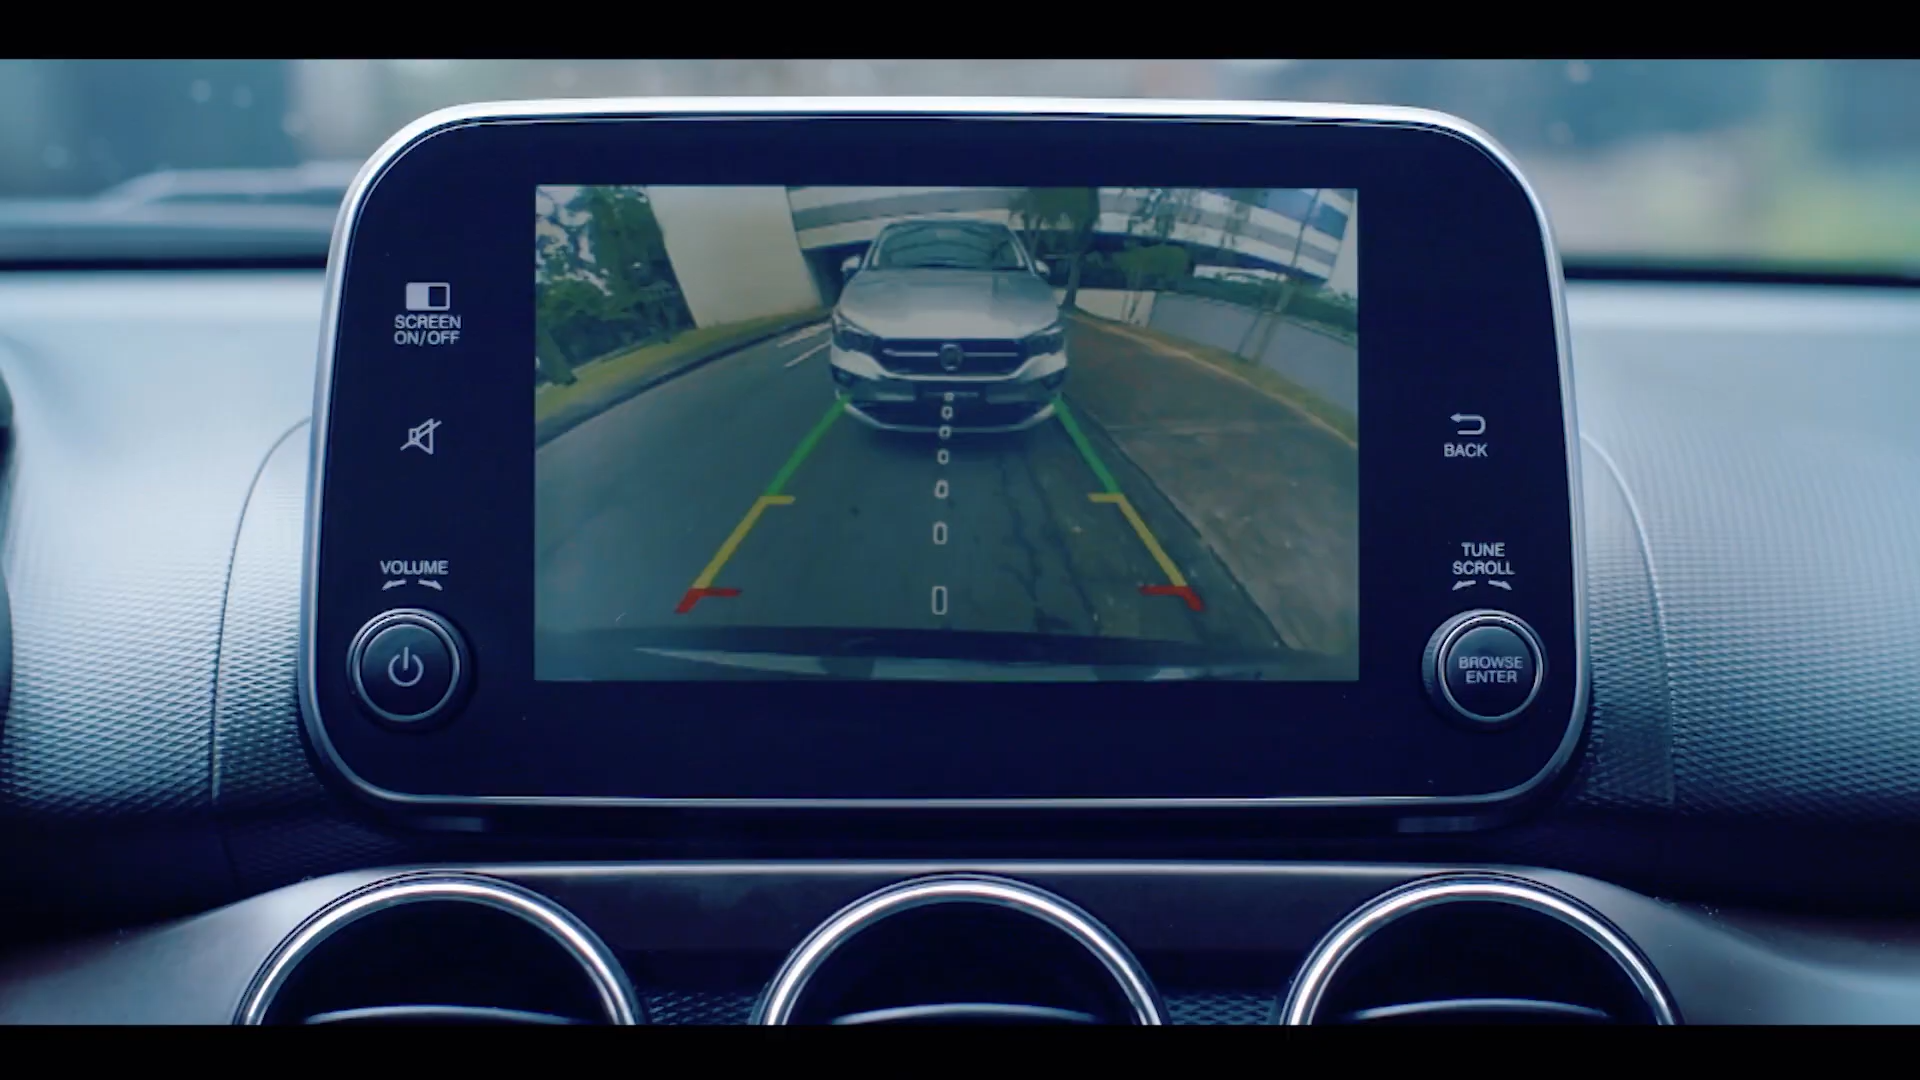 SCREEN
ON/OFF
BACK
VOLUME
TUNE
SCROLL
BROWSE
ENTER